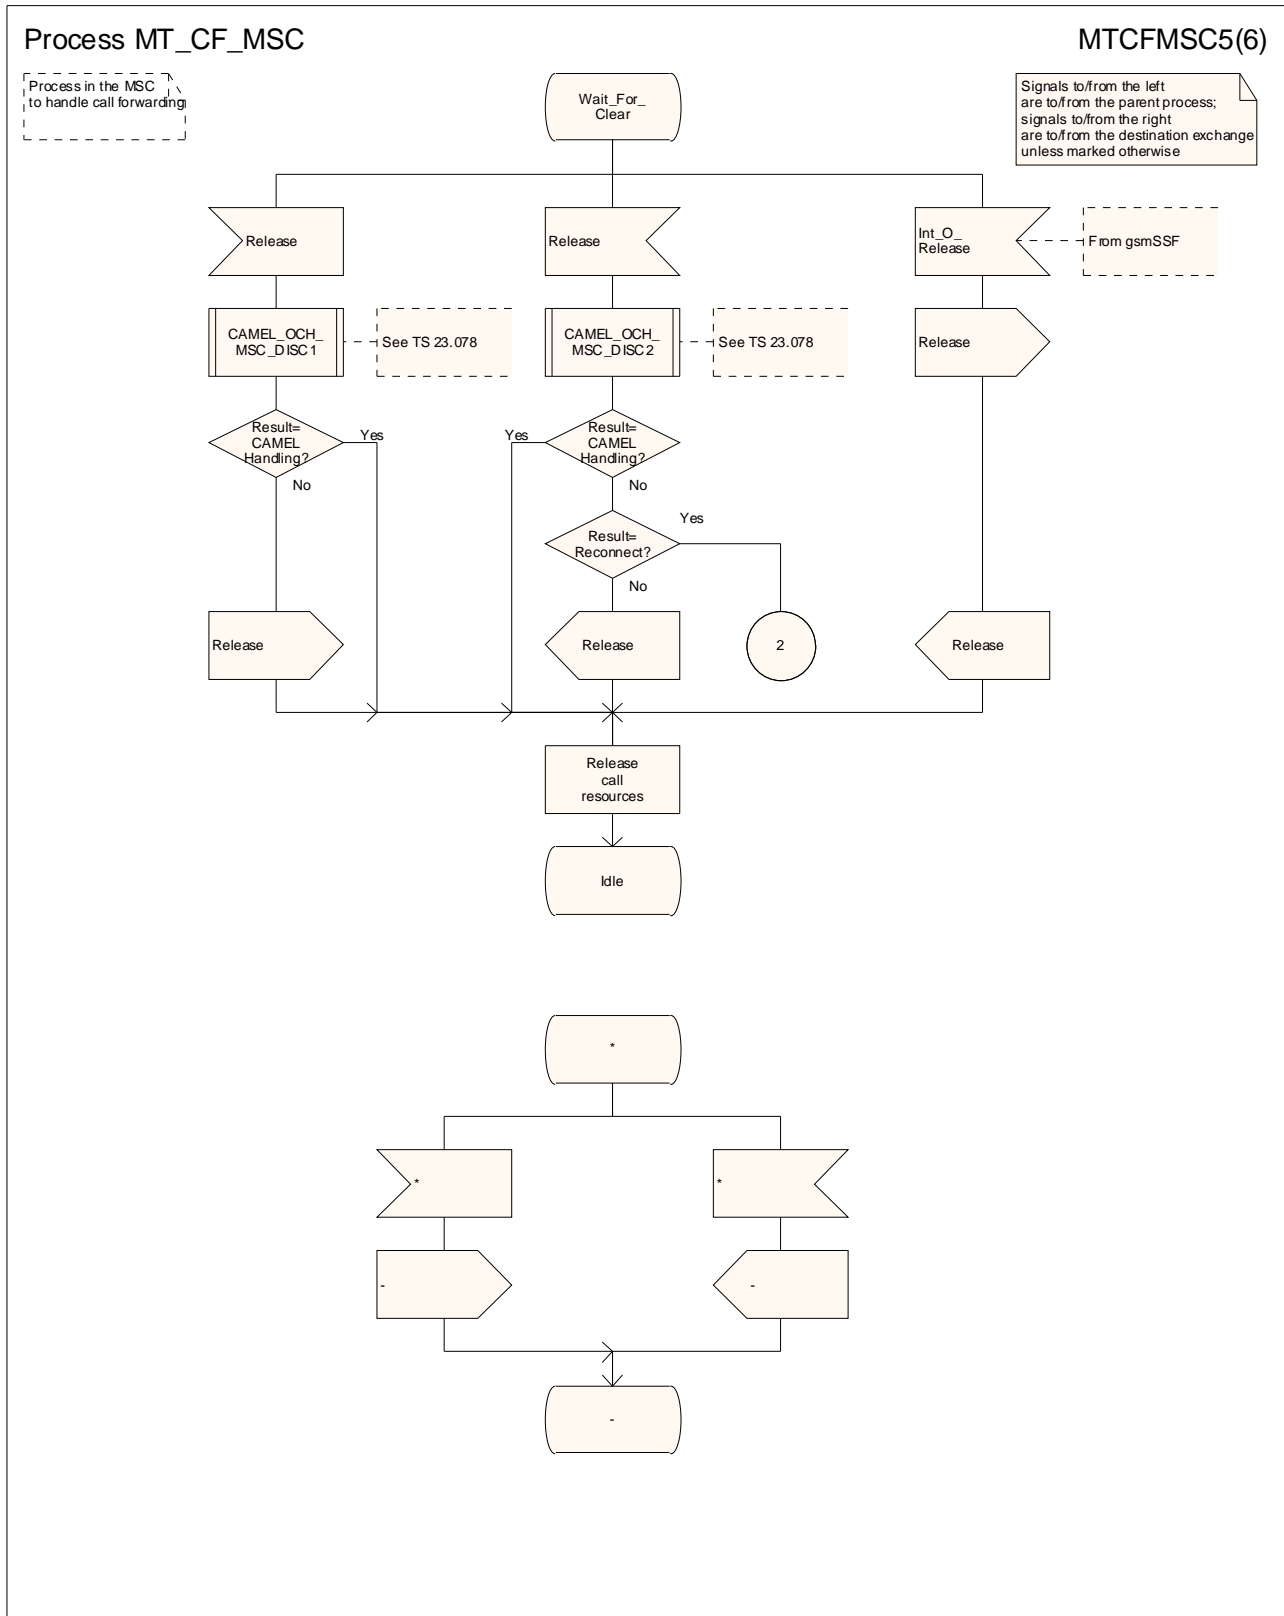 Process MT_CF_MSC
MTCFMSC5(6)
Process in the MSC
to handle call forwarding
Signals to/from the left
are to/from the parent process;
signals to/from the right
are to/from the destination exchange
unless marked otherwise
Wait_For_
Clear
Release
Release
Int_O_
Release
From gsmSSF
CAMEL_OCH_
MSC_DISC1
See TS 23.078
CAMEL_OCH_
MSC_DISC2
See TS 23.078
Release
Result=
CAMEL
Handling?
Yes
No
Yes
Result=
CAMEL
Handling?
No
Result=
Reconnect?
Yes
No
Release
Release
2
Release
Release
call
resources
Idle
*
*
*
-
-
-